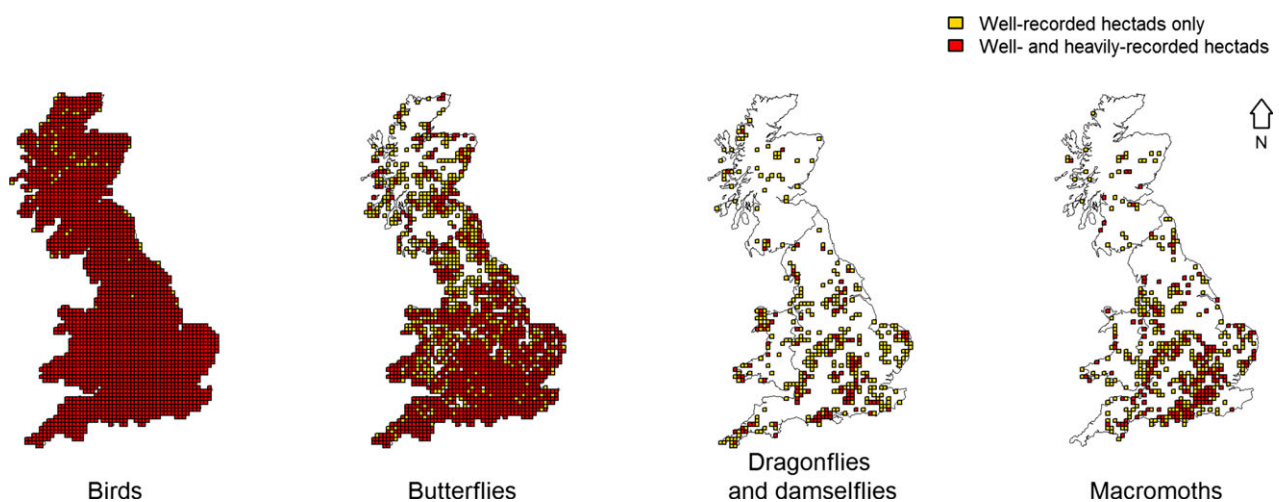 Well-recorded hectads only
Well- and heavily-recorded hectads
N
Birds
Butterflies
Dragonflies
and damselflies
Macromoths